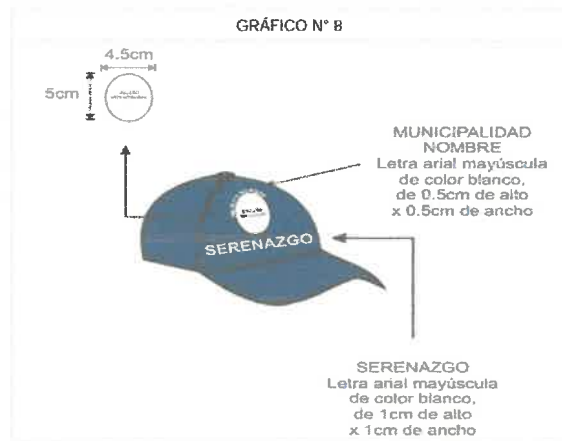 GRÁFICO N° 8
4.5cm
5cm
MUNICIPALIDAD
NOMBRE
Letra arial mayúscula
de color blanco,
de 0.5cm de alto
x 0.5cm de ancho
SERENAZGO
SERENAZGO
Letra arial mayúscula
de color blanco,
de 1cm de alto
x 1cm de ancho